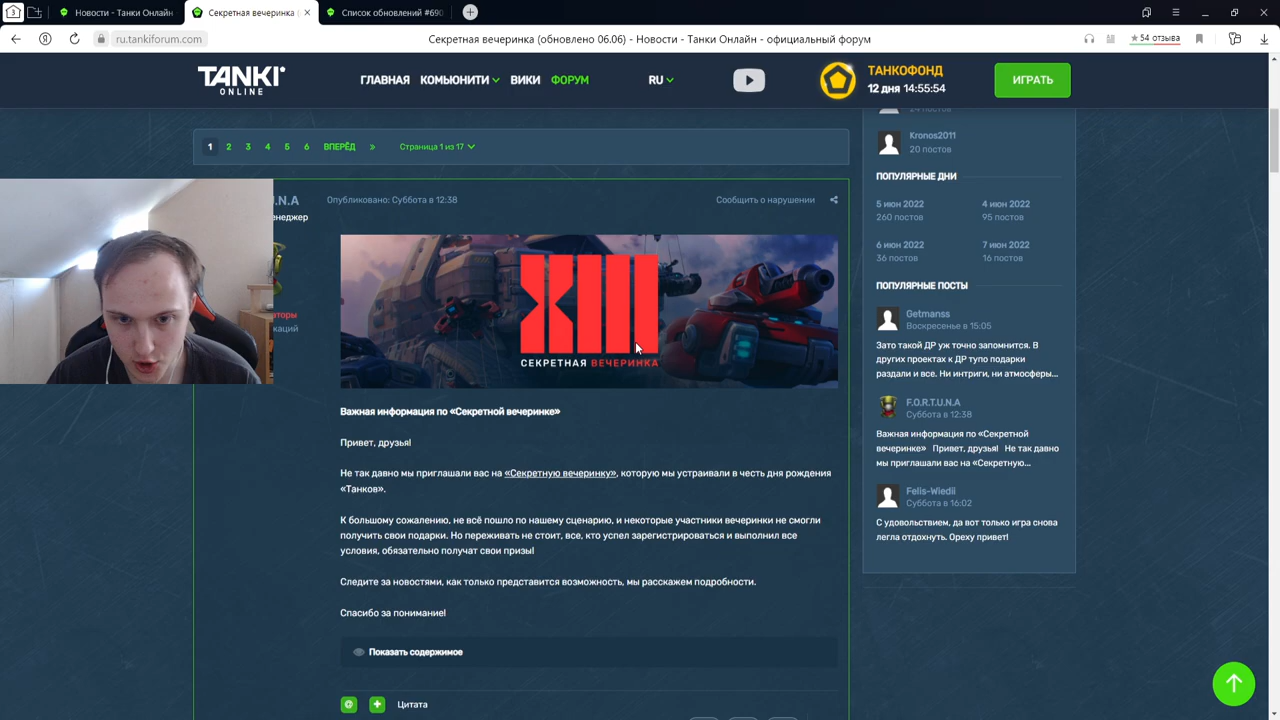 3
Новости - Танки Онлайн
Секретная вечеринка (
Список обновлений #690
ru.tankiforum.com
Секретная вечеринка (обновлено 06.06) - Новости - Танки Онлайн - официальный форум
54 отзыва
TANKI
ONLINE
ГЛАВНАЯ
КОМЬЮНИТИ
ВИКИ
ФОРУМ
RU
ТАНКОФОНД
12 дня 14:55:54
ИГРАТЬ
1 2 3 4 5 6 ВПЕРЁД »
Страница 1 из 17
U.N.A
Опубликовано: Суббота в 12:38
Сообщить о нарушении
XIII
СЕКРЕТНАЯ ВЕЧЕРИНКА
Важная информация по «Секретной вечеринке»
Привет, друзья!
Не так давно мы приглашали вас на «Секретную вечеринку», которую мы устраивали в честь дня рождения
«Танков».
К большому сожалению, не всё пошло по нашему сценарию, и некоторые участники вечеринки не смогли
получить свои подарки. Но переживать не стоит, все, кто успел зарегистрироваться и выполнил все
условия, обязательно получат свои призы!
Следите за новостями, как только представится возможность, мы расскажем подробности.
Спасибо за понимание!
Показать содержимое
@
+
Цитата
Kronos2011
20 постов
ПОПУЛЯРНЫЕ ДНИ
5 июн 2022
260 постов
4 июн 2022
95 постов
6 июн 2022
36 постов
7 июн 2022
16 постов
ПОПУЛЯРНЫЕ ПОСТЫ
Getmanss
Воскресенье в 15:05
Зато такой ДР уж точно запомнится. В
других проектах к ДР тупо подарки
раздали и все. Ни интриги, ни атмосферы...
F.O.R.T.U.N.A
Суббота в 12:38
Важная информация по «Секретной
вечеринке» Привет, друзья! Не так давно
мы приглашали вас на «Секретную...
Felis-Wiedii
Суббота в 16:02
С удовольствием, да вот только игра снова
легла отдохнуть. Ореху привет!